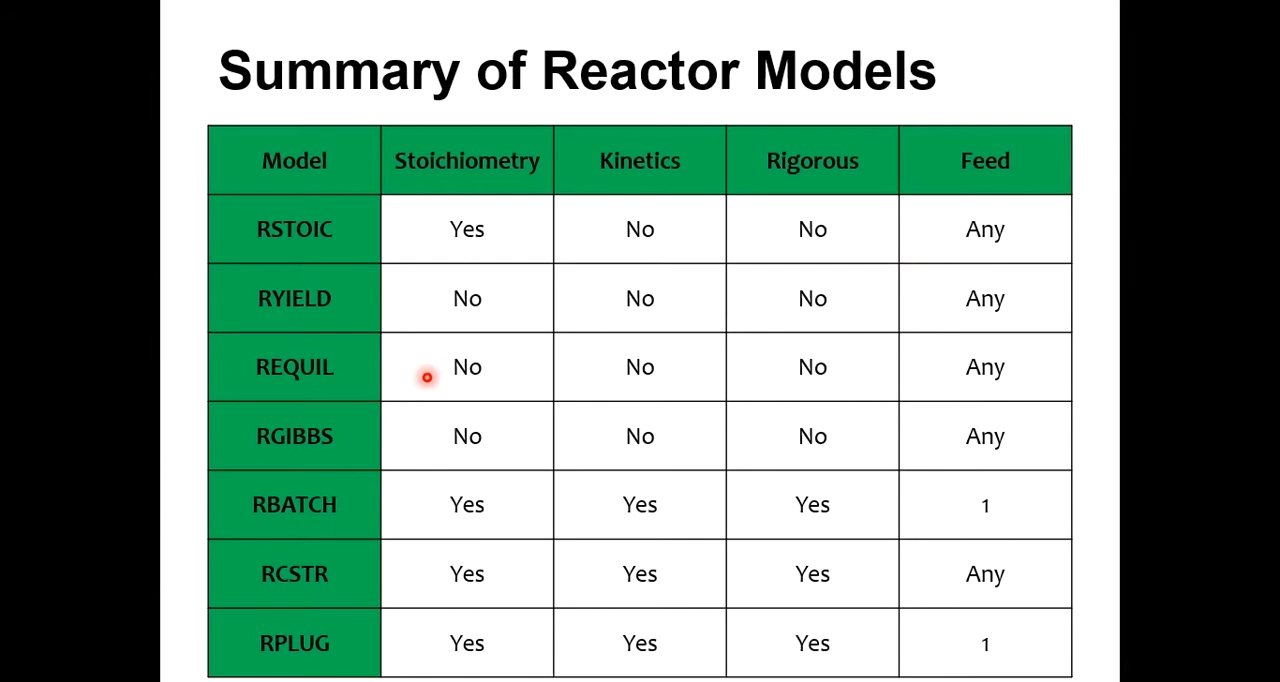 Summary of Reactor Models
Model Stoichiometry Kinetics Rigorous Feed
RSTOIC Yes No No Any
RYIELD No No No Any
REQUIL No No No Any
RGIBBS No No No Any
RBATCH Yes Yes Yes 1
RCSTR Yes Yes Yes Any
RPLUG Yes Yes Yes 1